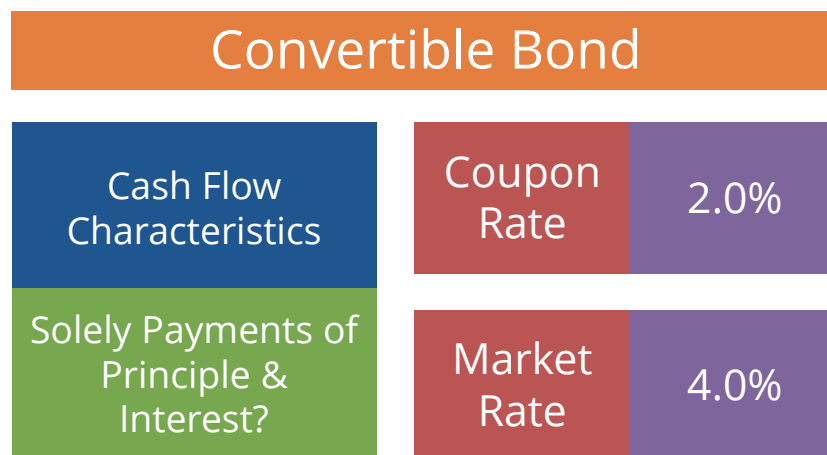 Convertible Bond
Cash Flow
Characteristics
Solely Payments of
Principle &
Interest?
Coupon
Rate
2.0%
Market
Rate
4.0%